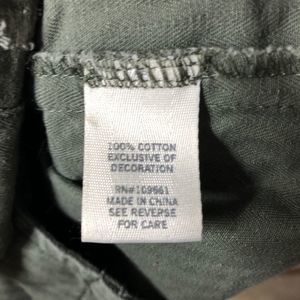 100% COTTON
EXCLUSIVE OF
DECORATION
RN#109661
MADE IN CHINA
SEE REVERSE
FOR CARE